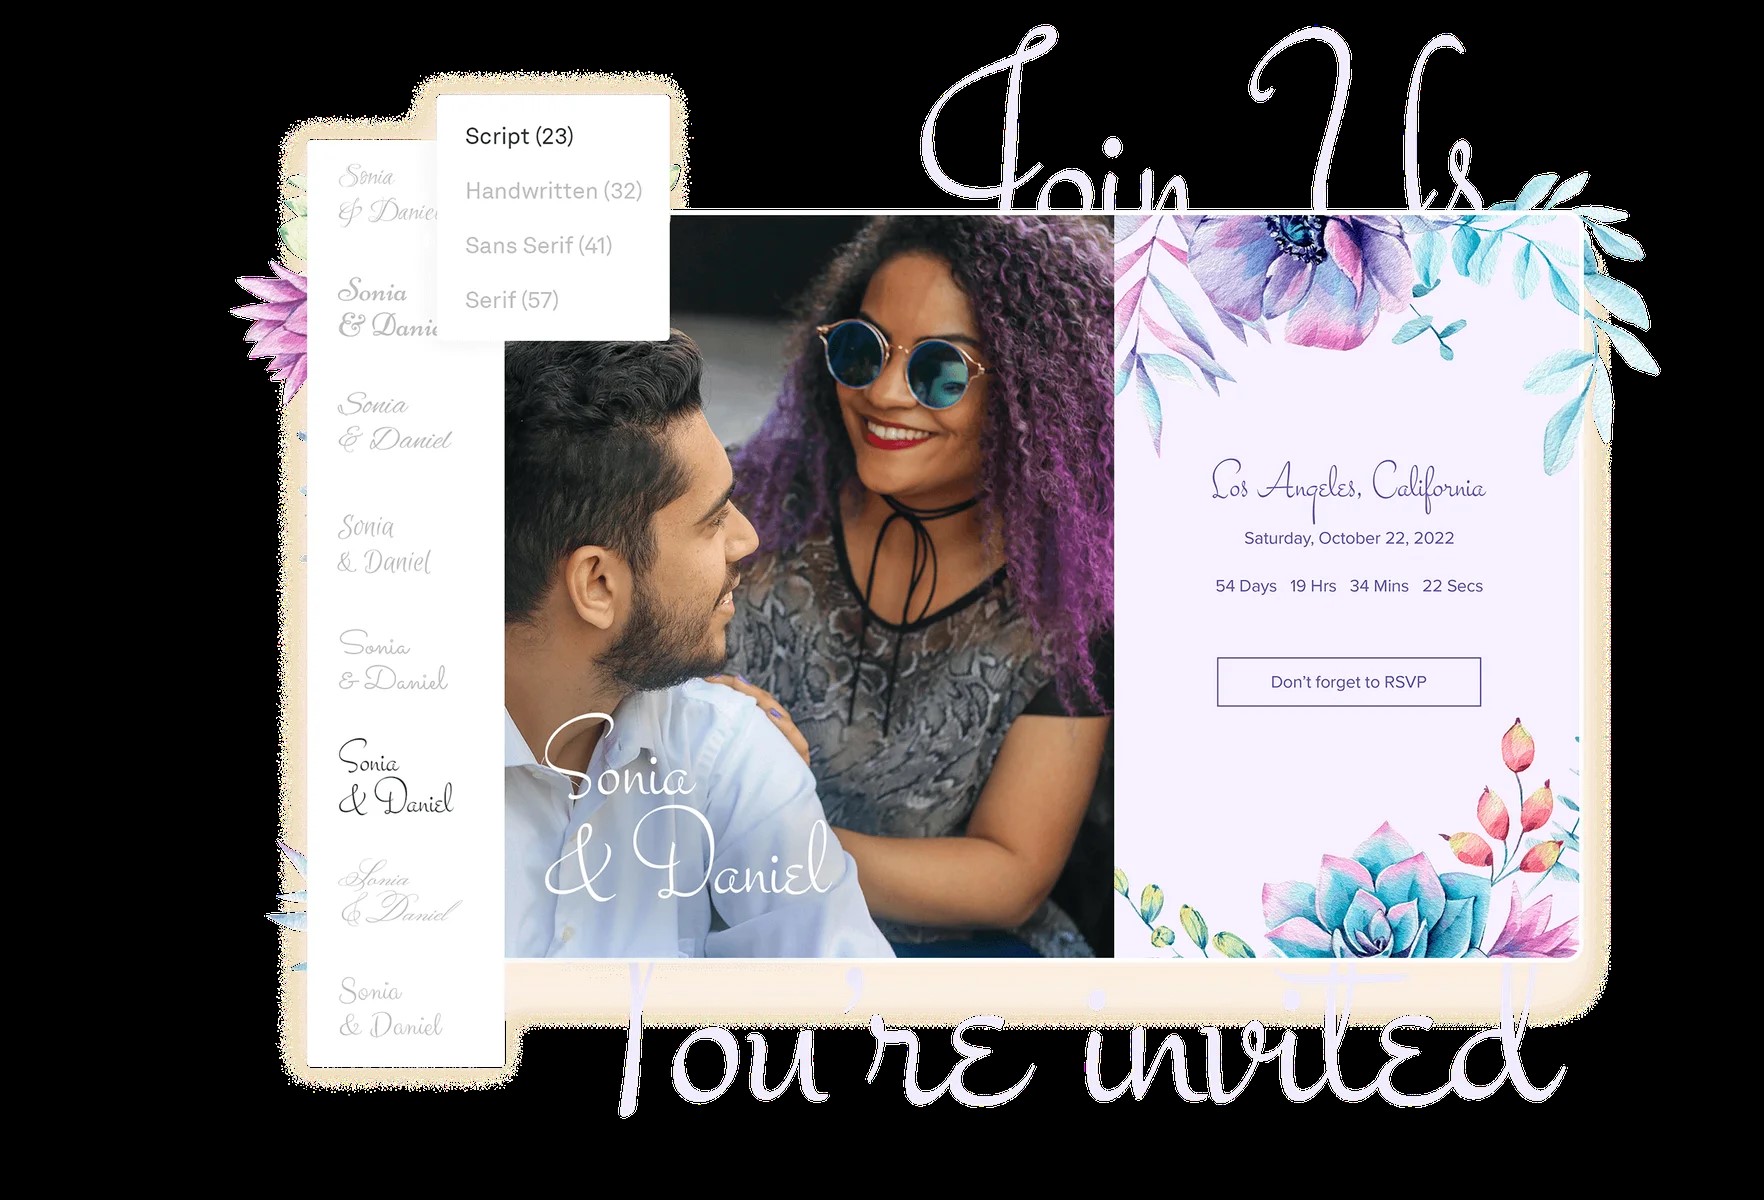 Join Us
Script (23)
Handwritten (32)
Sans Serif (41)
Serif (57)
Sonia
& Daniel
Sonia
& Danie
Sonia
& Daniel
Sonia
& Daniel
Sonia
& Daniel
Sonia
& Daniel
Sonia
& Daniel
Sonia
& Daniel
Sonia
& Daniel
Los Angeles, California
Saturday, October 22, 2022
54 Days 19 Hrs 34 Mins 22 Secs
Don't forget to RSVP
You're invited